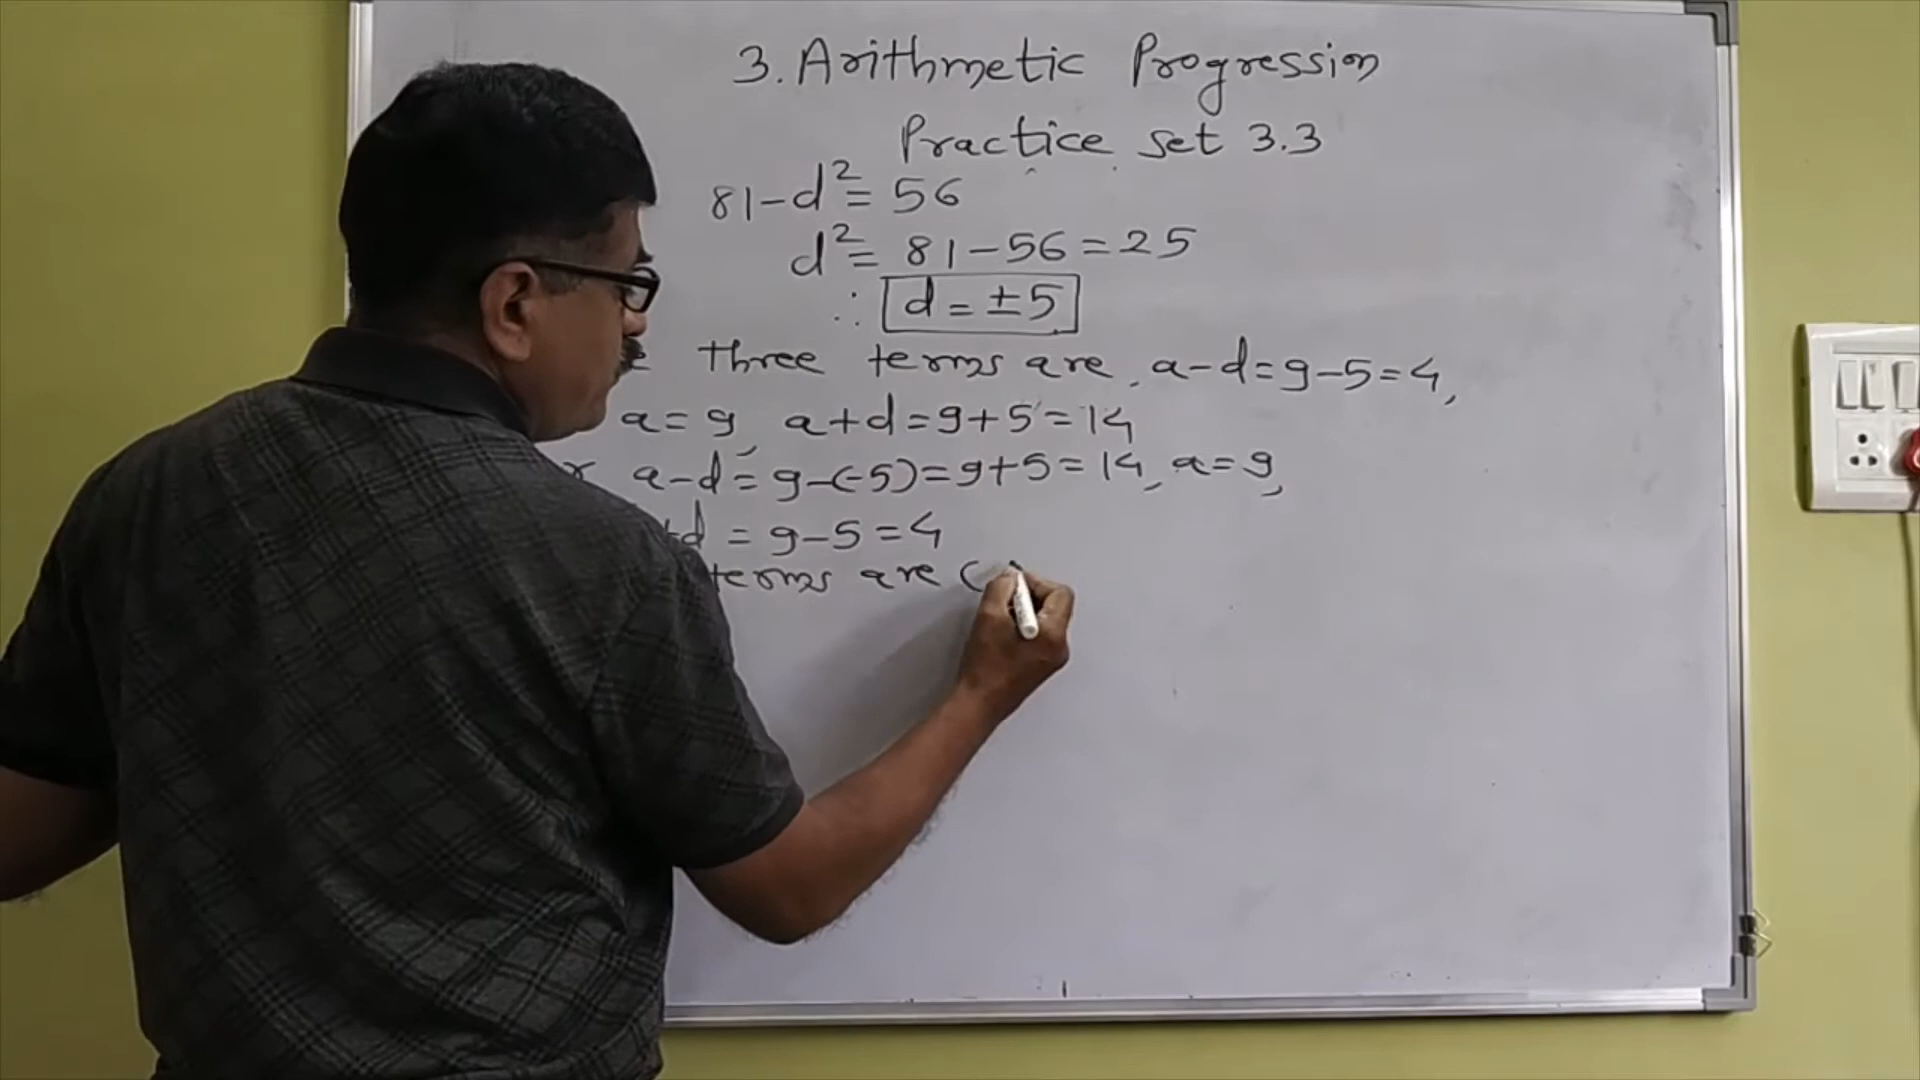 3. Arithmetic Progression
Practice set 3.3
81-d²= 56
d²= 81-56=25
∴ d=±5
Three terms are, a-d=9-5=4,
a=9, a+d=9+5=14
a-d=9-(-5)=9+5=14, a=9,
d = 9-5=4
terms are (